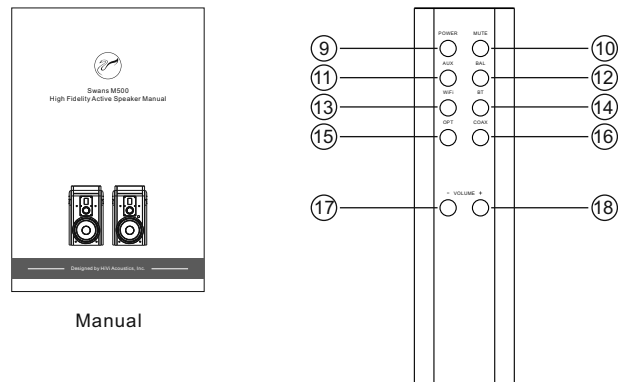 Swans M500
High Fidelity Active Speaker Manual
Designed by HiVi Acoustics, Inc.
Manual
POWER MUTE
9 10
AUX BAL
11 12
WiFi BT
13 14
OPT COAX
15 16
- VOLUME +
17 18